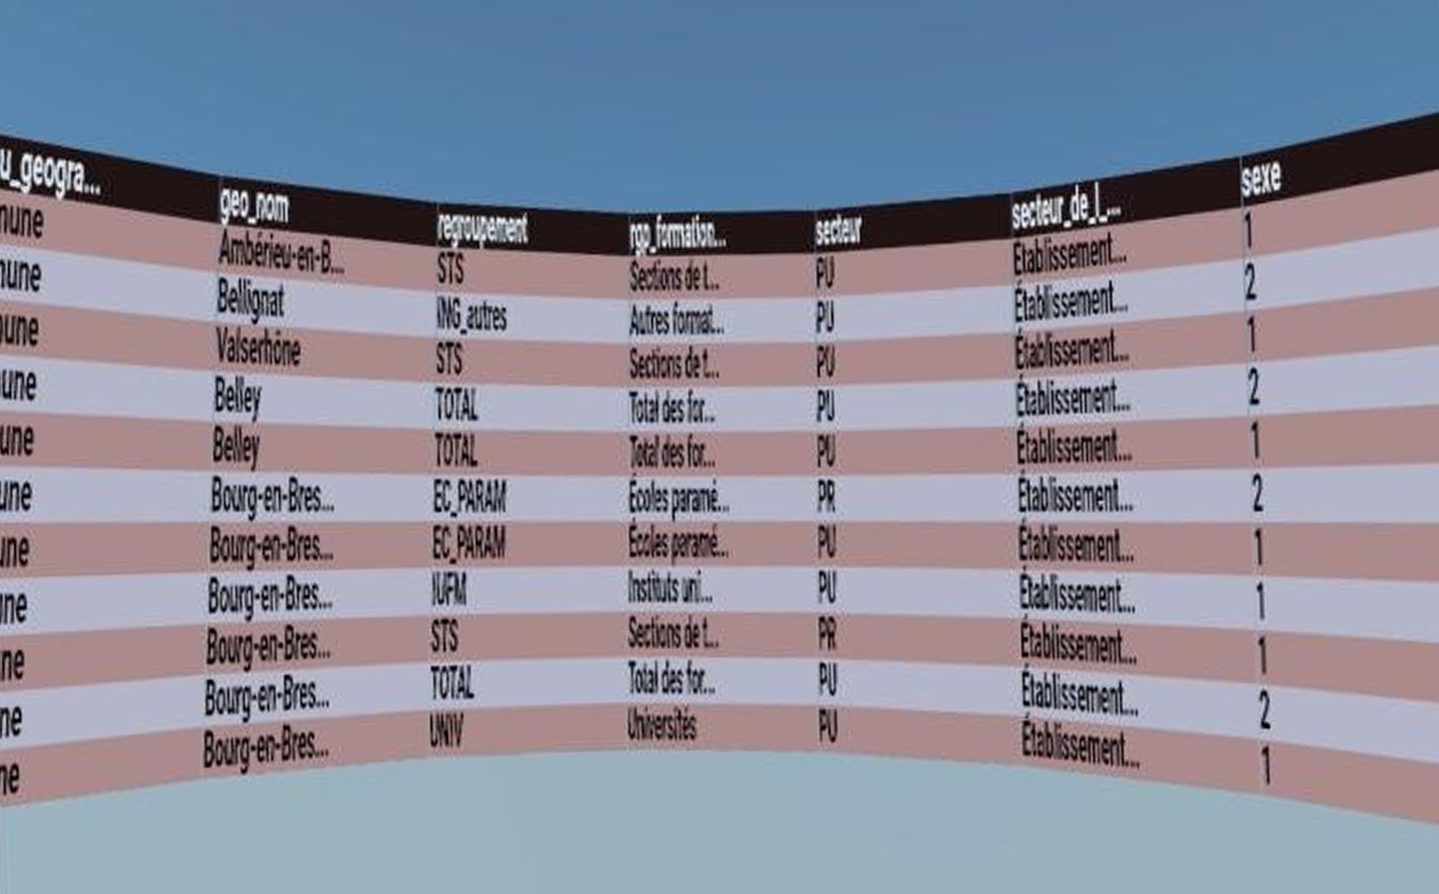 u_geogra... geo_nom regroupement rgp_formation... secteur secteur_de_l_... sexe
nune Ambérieu-en-B... STS Sections de t... PU Établissement... 1
nune Bellignat ING_autres Autres format... PU Établissement... 2
nune Valserhône STS Sections de t... PU Établissement... 1
une Belley TOTAL Total des for... PU Établissement... 2
une Belley TOTAL Total des for... PU Établissement... 1
une Bourg-en-Bres... EC_PARAM Écoles paramé... PR Établissement... 2
une Bourg-en-Bres... EC_PARAM Écoles paramé... PU Établissement... 1
ne Bourg-en-Bres... IUFM Instituts uni... PU Établissement... 1
ne Bourg-en-Bres... STS Sections de t... PR Établissement... 1
ne Bourg-en-Bres... TOTAL Total des for... PU Établissement... 2
ne Bourg-en-Bres... UNIV Universités PU Établissement... 1